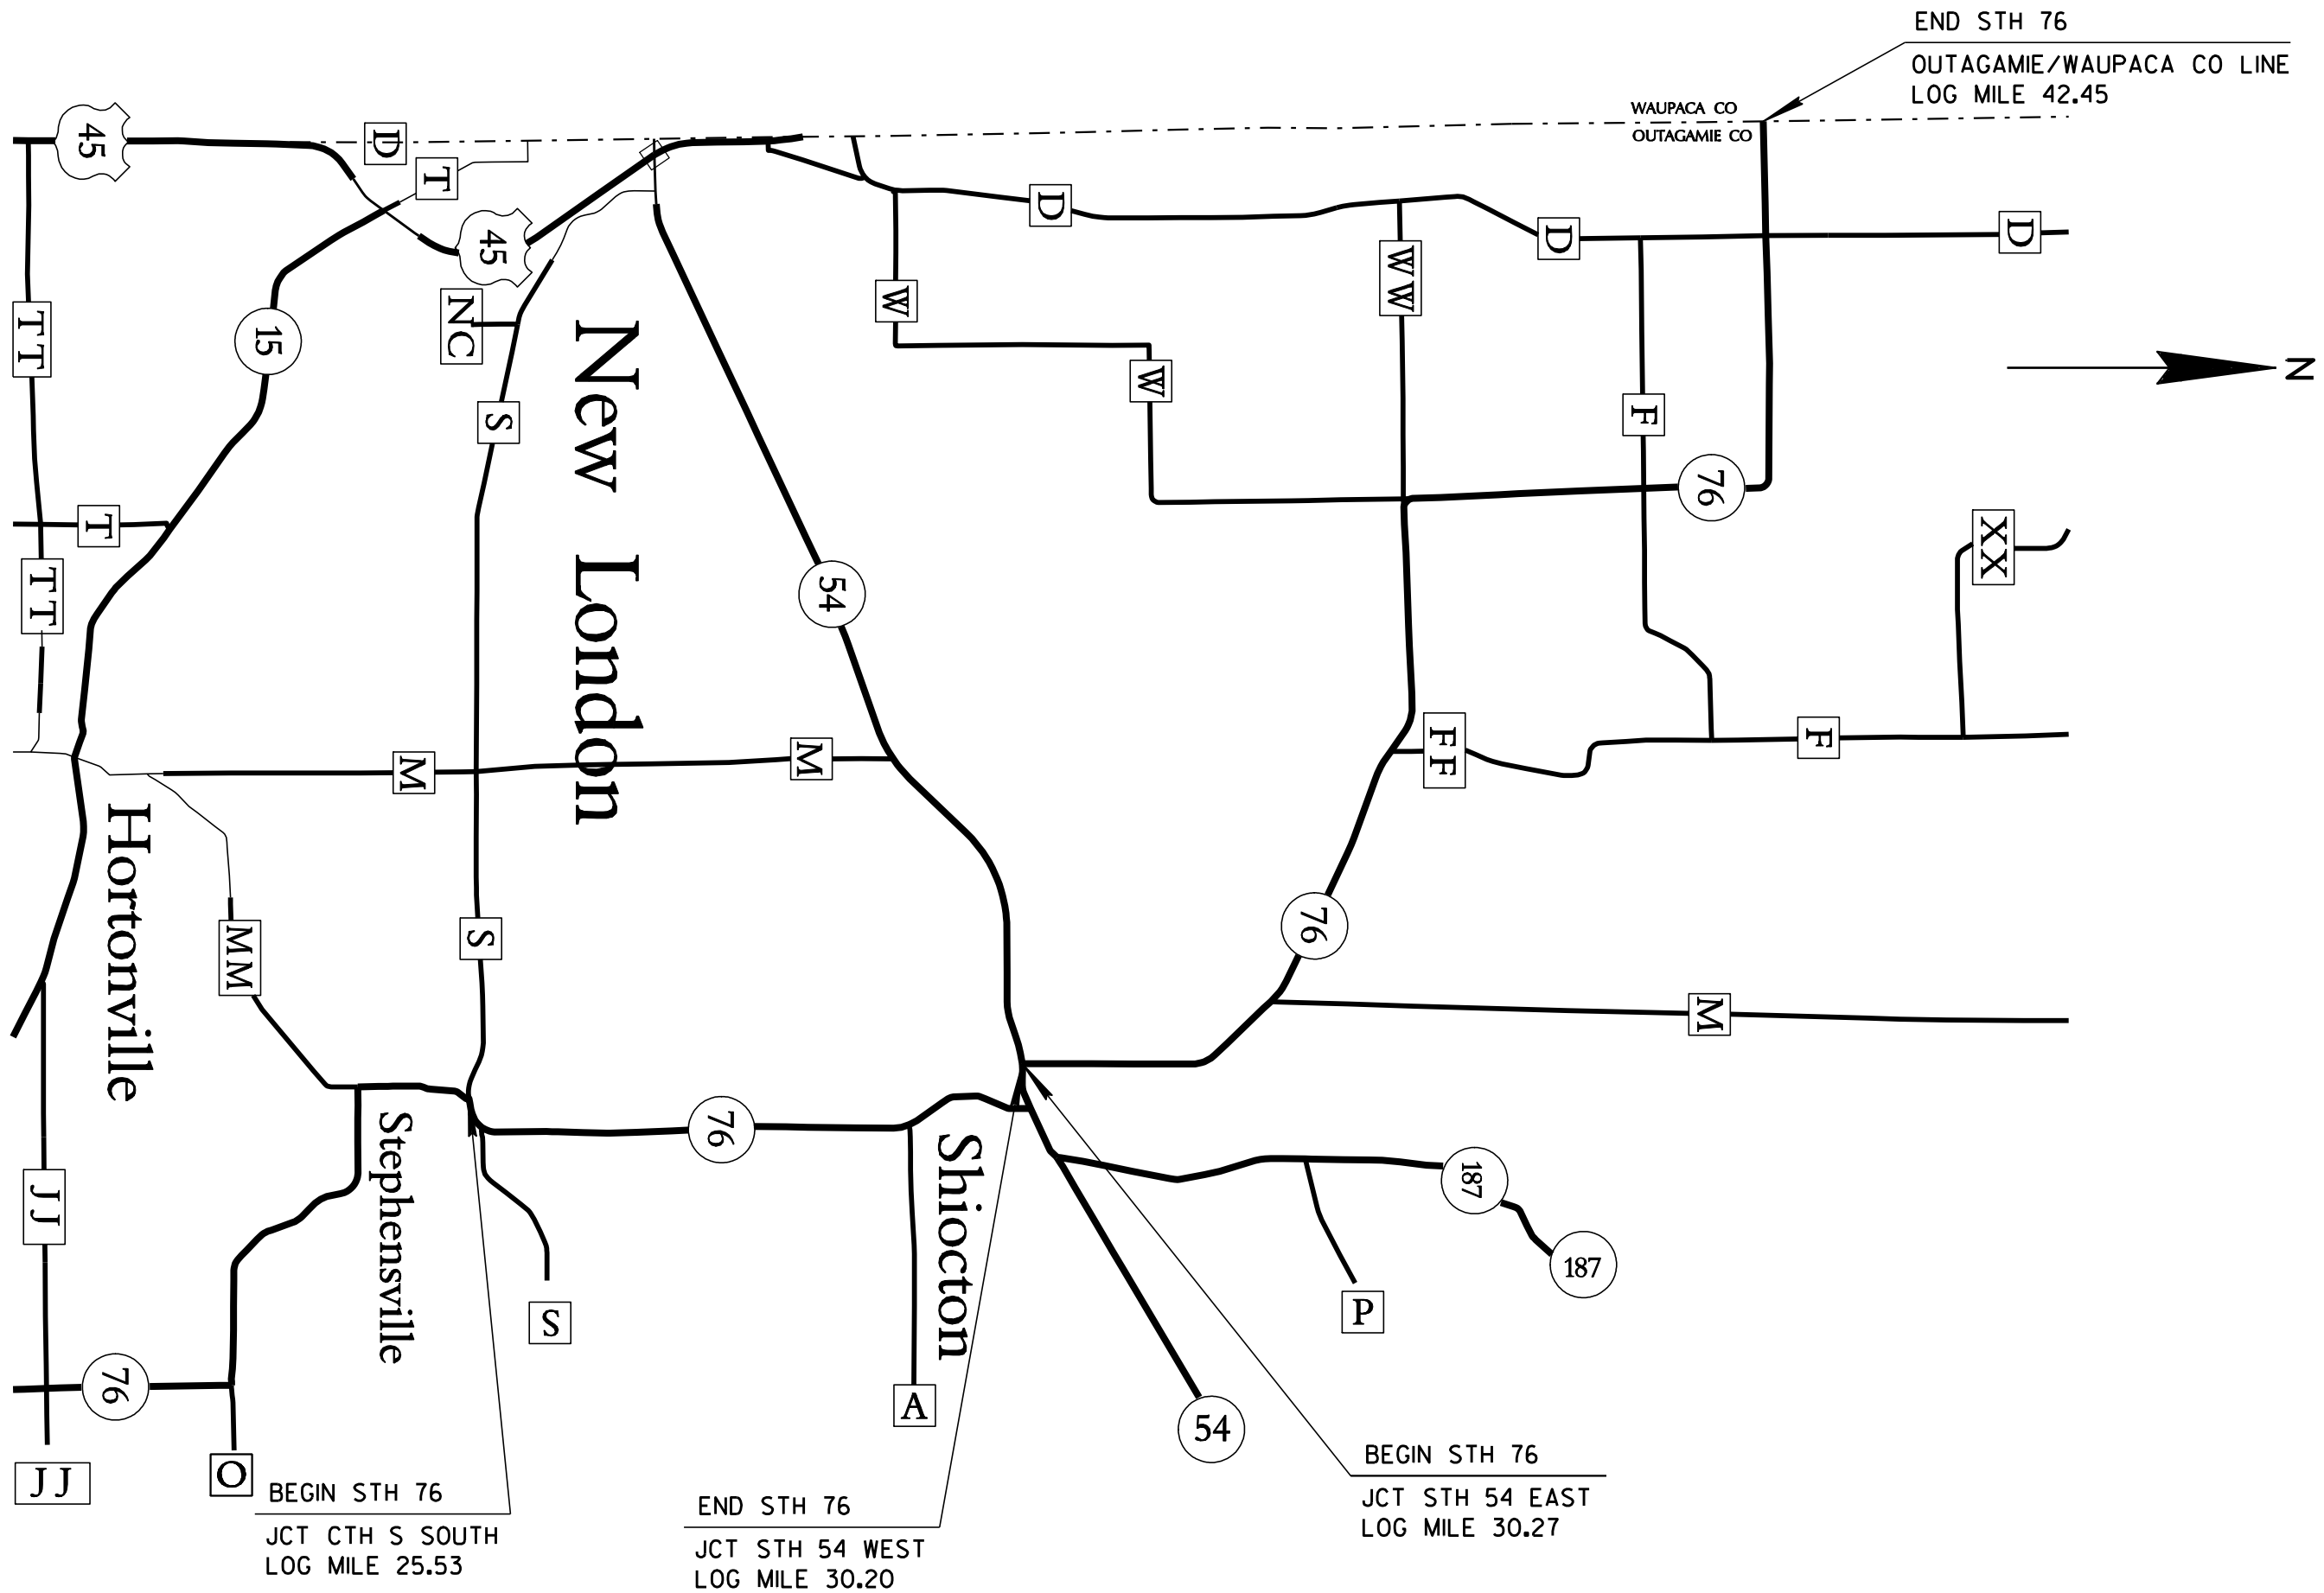 END STH 76
OUTAGAMIE/WAUPACA CO LINE
LOG MILE 42.45
WAUPACA CO
OUTAGAMIE CO
45
D
T
45
D
D
D
W
WW
TT
15
NC
N
S
W
F
76
T
TT
54
XX
New London
M
M
FF
F
Hortonville
MM
S
76
M
Stephensville
76
Shiocton
187
187
JJ
S
P
76
A
54
JJ
O
BEGIN STH 76
JCT CTH S SOUTH
LOG MILE 25.53
END STH 76
JCT STH 54 WEST
LOG MILE 30.20
BEGIN STH 76
JCT STH 54 EAST
LOG MILE 30.27